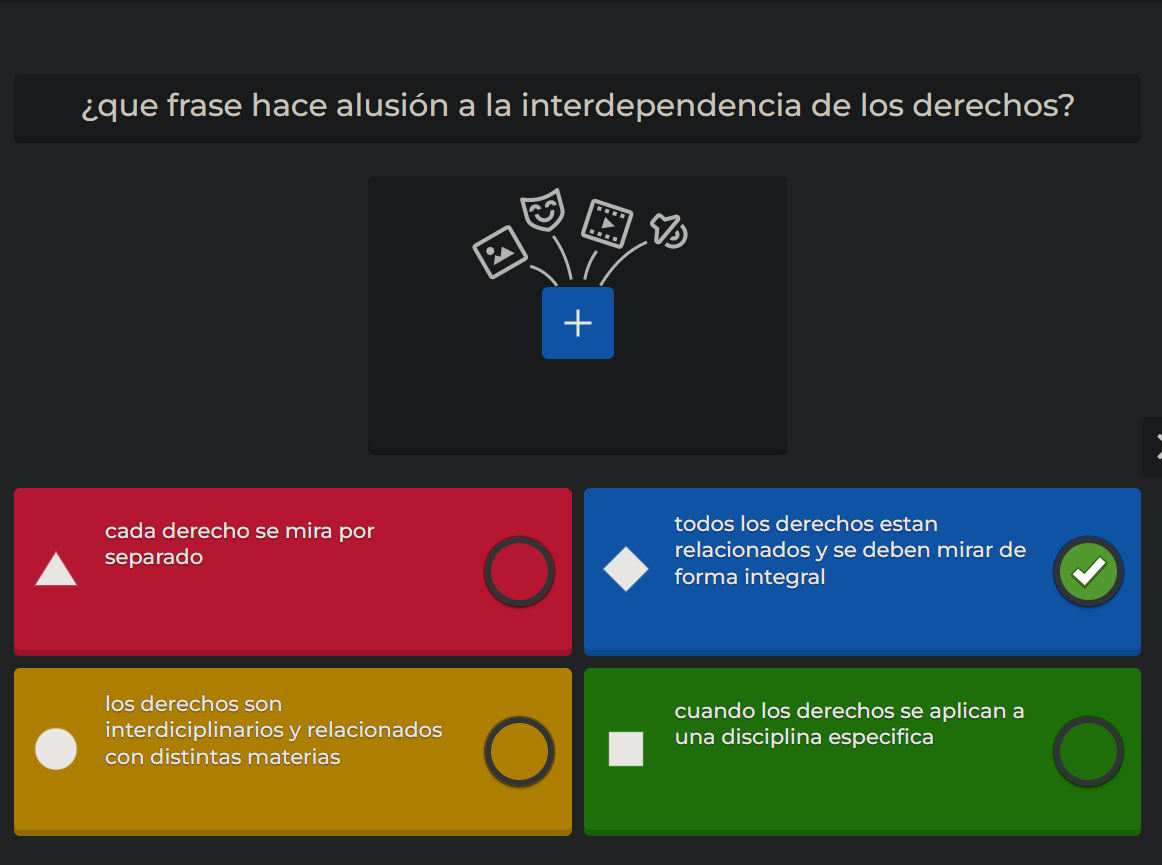 ¿que frase hace alusión a la interdependencia de los derechos?
cada derecho se mira por
separado
todos los derechos estan
relacionados y se deben mirar de
forma integral
los derechos son
interdiciplinarios y relacionados
con distintas materias
cuando los derechos se aplican a
una disciplina especifica